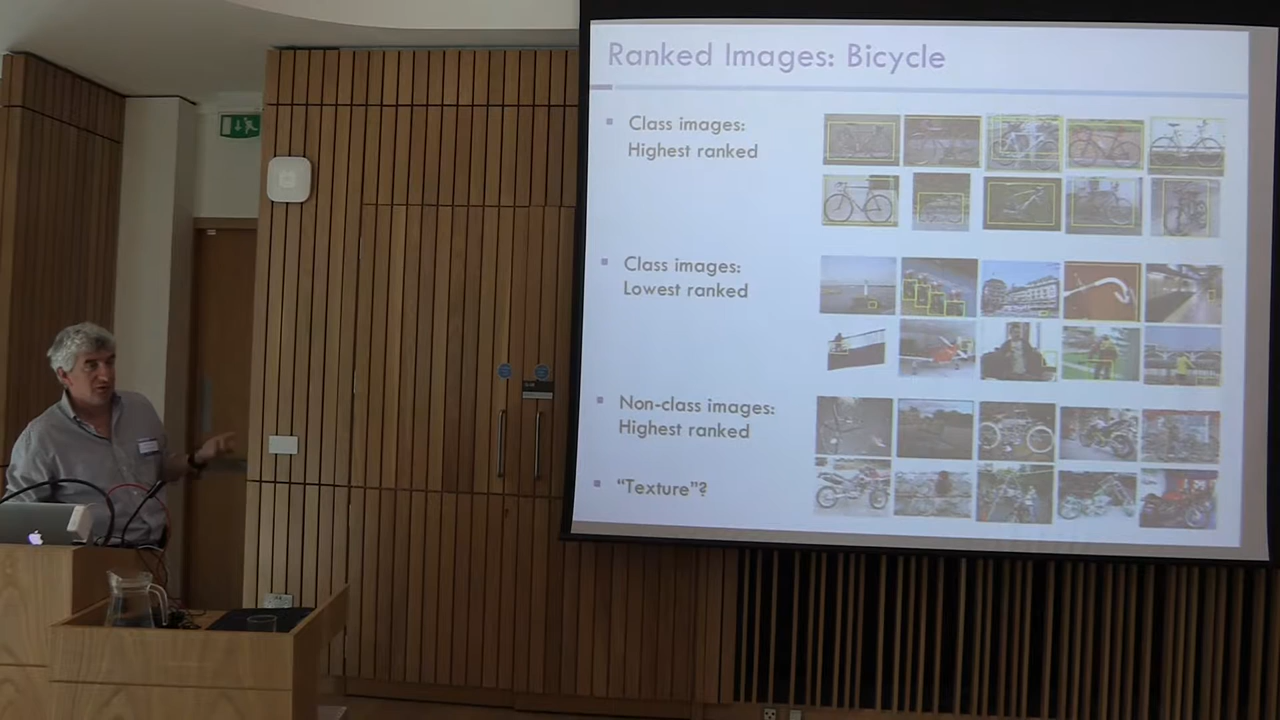 Ranked Images: Bicycle
Class images:
Highest ranked
Class images:
Lowest ranked
Non-class images:
Highest ranked
"Texture"?